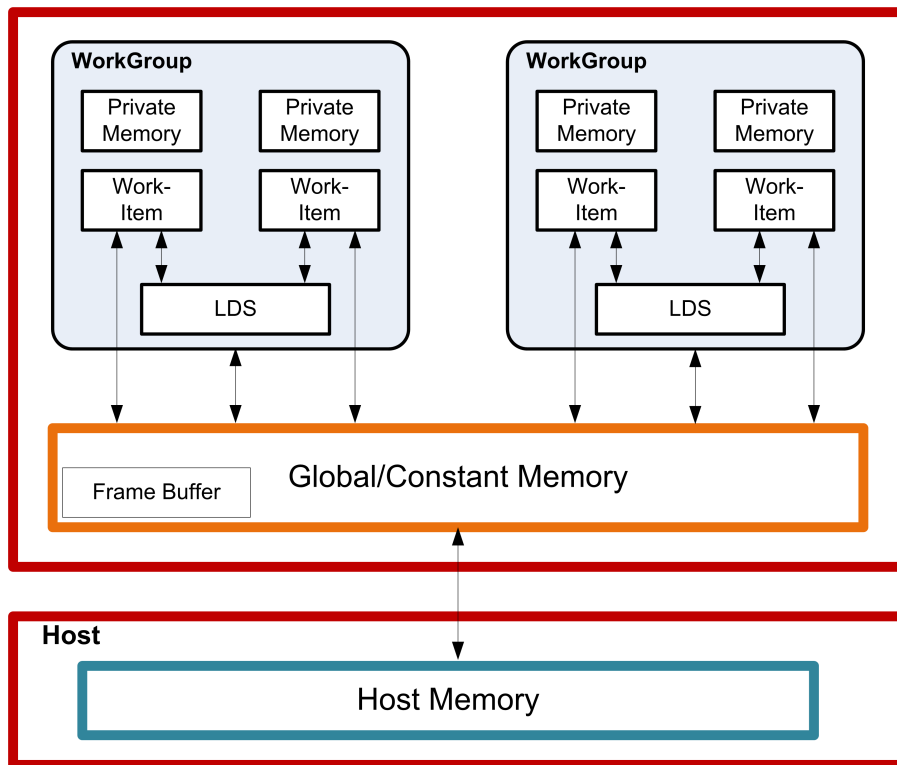 WorkGroup
Private
Memory
Private
Memory
Work-
Item
Work-
Item
LDS
WorkGroup
Private
Memory
Private
Memory
Work-
Item
Work-
Item
LDS
Global/Constant Memory
Frame Buffer
Host
Host Memory